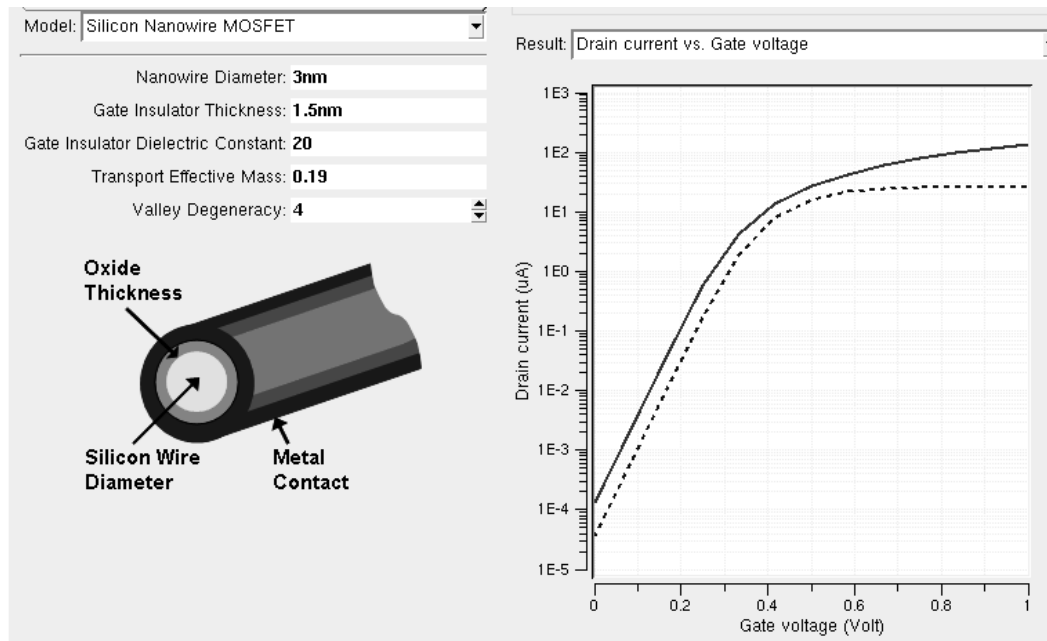 Model: Silicon Nanowire MOSFET
Nanowire Diameter: 3nm
Gate Insulator Thickness: 1.5nm
Gate Insulator Dielectric Constant: 20
Transport Effective Mass: 0.19
Valley Degeneracy: 4
Oxide
Thickness
Silicon Wire
Diameter
Metal
Contact
Result: Drain current vs. Gate voltage
Drain current (uA)
1E3
1E2
1E1
1E0
1E-1
1E-2
1E-3
1E-4
1E-5
0 0.2 0.4 0.6 0.8 1
Gate voltage (Volt)